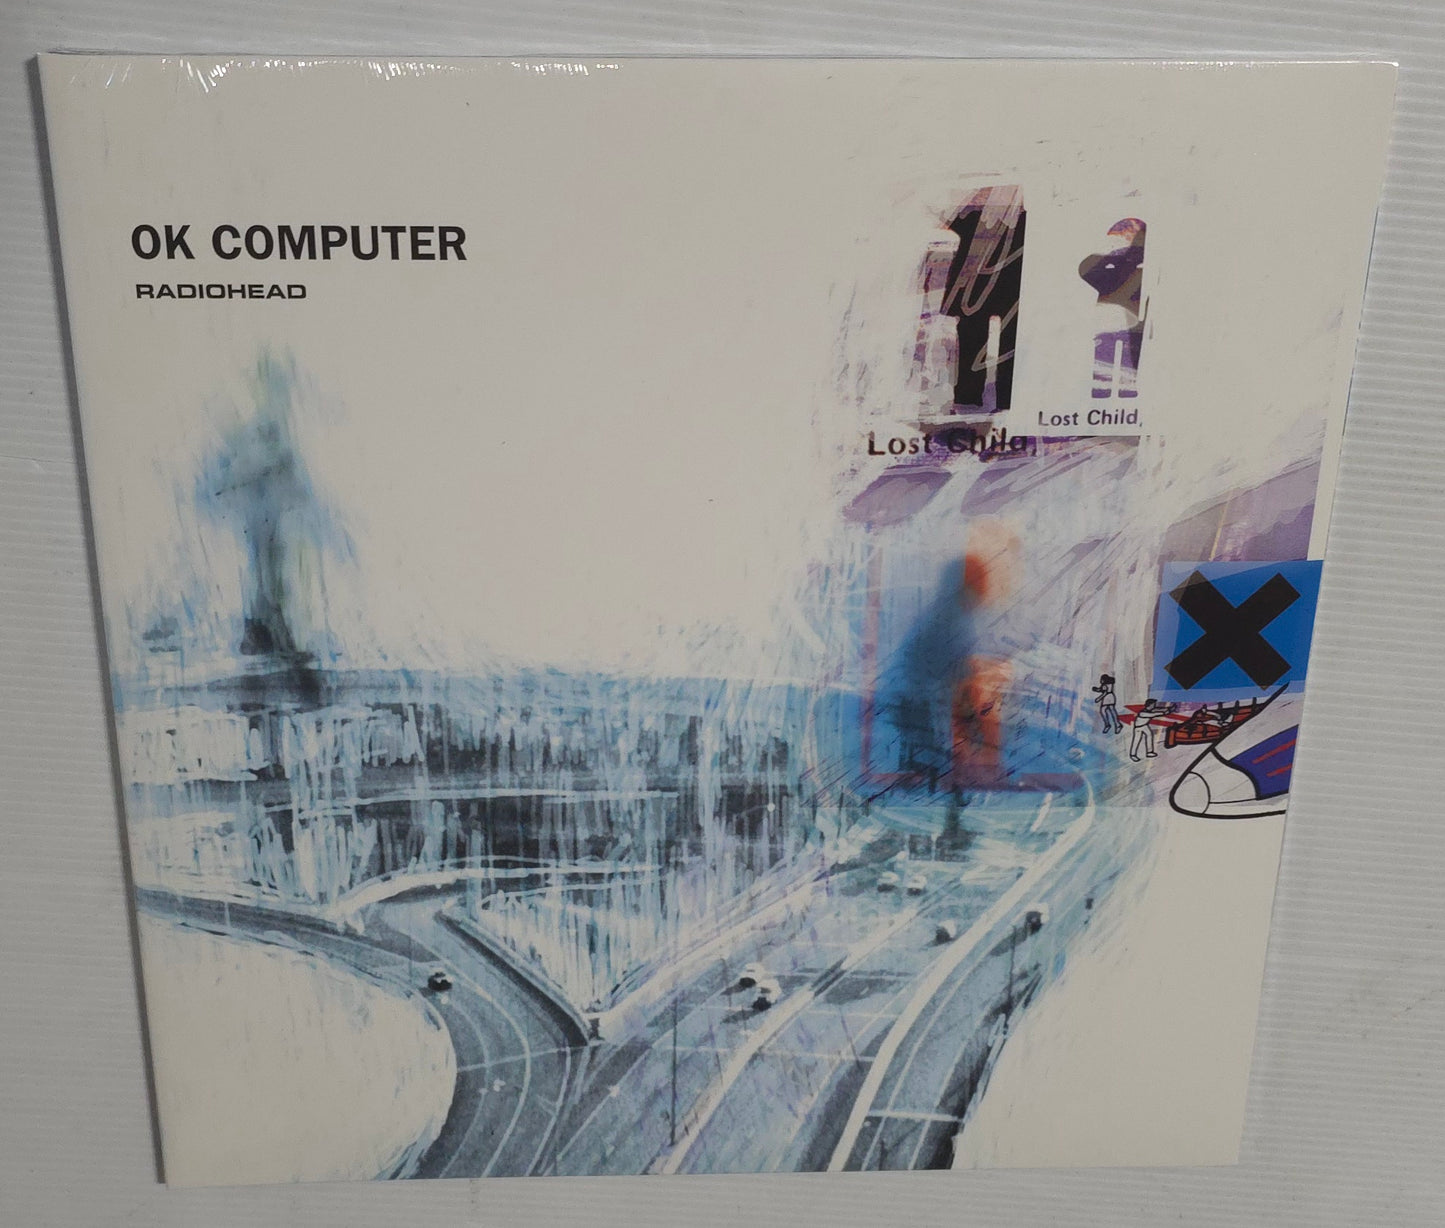 OK COMPUTER
RADIOHEAD
Lost Child,
Lost Child,